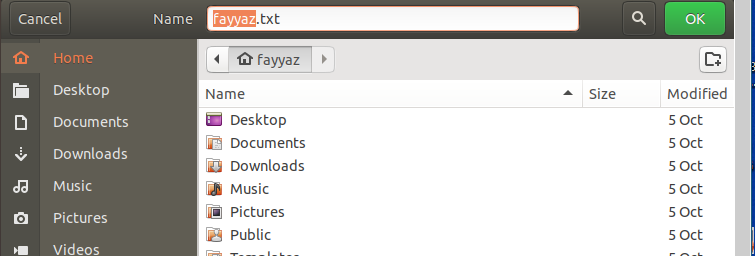 Cancel Name fayyaz.txt OK
Home
Desktop
Documents
Downloads
Music
Pictures
Videos
fayyaz
Name Size Modified
Desktop 5 Oct
Documents 5 Oct
Downloads 5 Oct
Music 5 Oct
Pictures 5 Oct
Public 5 Oct
Templates